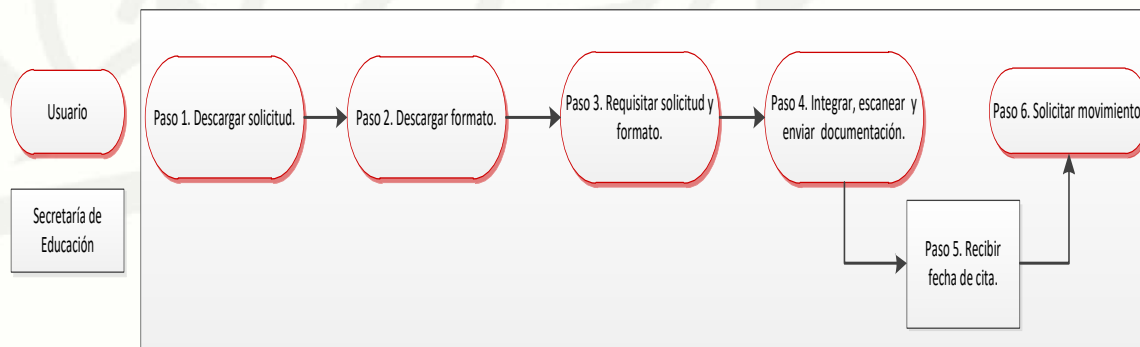 Usuario
Secretaría de
Educación
Paso 1. Descargar solicitud.
Paso 2. Descargar formato.
Paso 3. Requisitar solicitud y
formato.
Paso 4. Integrar, escanear y
enviar documentación.
Paso 5. Recibir
fecha de cita.
Paso 6. Solicitar movimiento